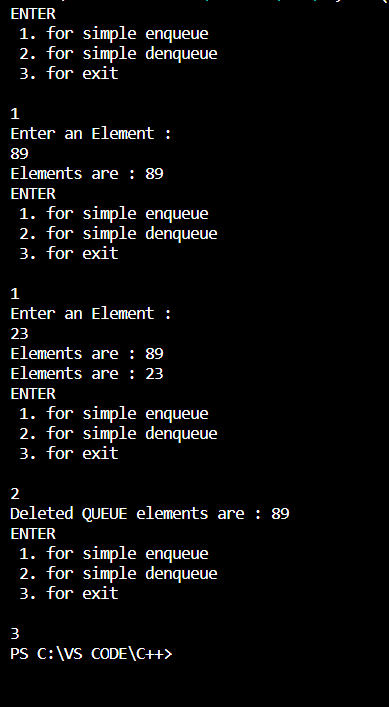 ENTER
 1. for simple enqueue
 2. for simple denqueue
 3. for exit

1
Enter an Element :
89
Elements are : 89
ENTER
 1. for simple enqueue
 2. for simple denqueue
 3. for exit

1
Enter an Element :
23
Elements are : 89
Elements are : 23
ENTER
 1. for simple enqueue
 2. for simple denqueue
 3. for exit

2
Deleted QUEUE elements are : 89
ENTER
 1. for simple enqueue
 2. for simple denqueue
 3. for exit

3
PS C:\VS CODE\C++>